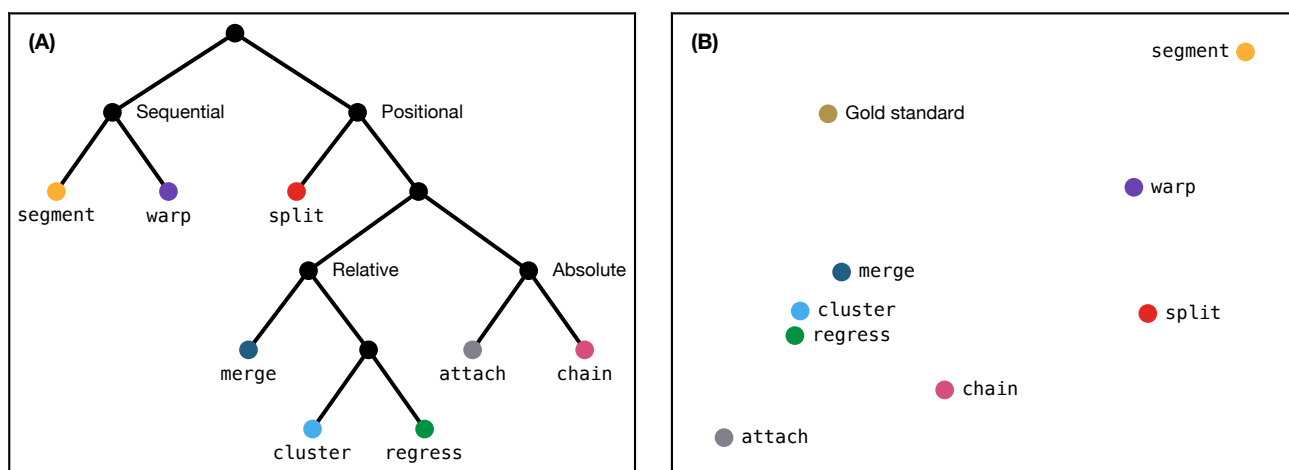 (A)
Sequential
Positional
segment
warp
split
Relative
Absolute
merge
attach
chain
cluster
regress
(B)
segment
Gold standard
warp
merge
cluster
split
regress
chain
attach